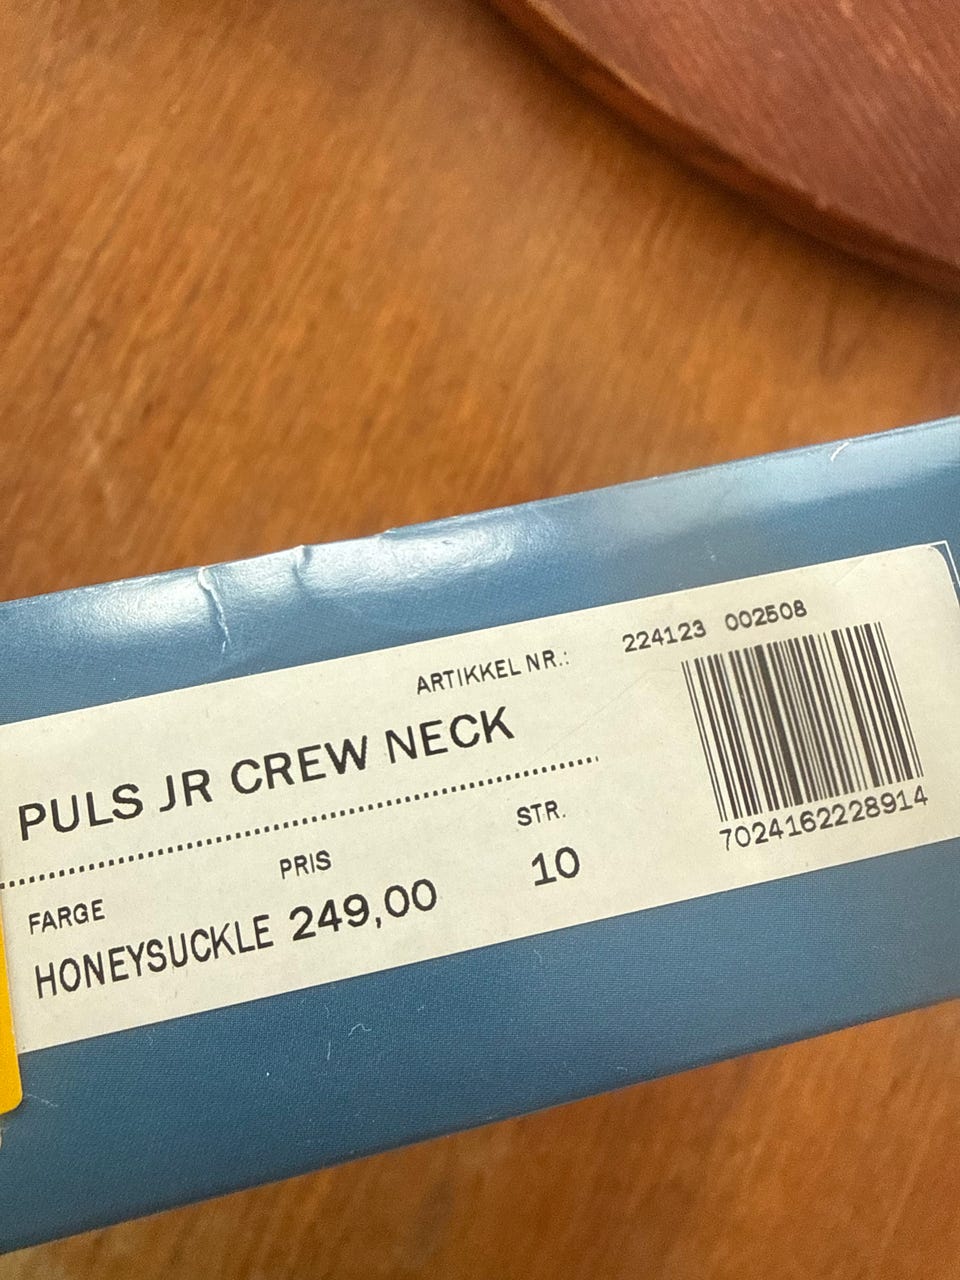 ARTIKKEL NR.: 224123 002508
PULS JR CREW NECK
FARGE PRIS STR.
HONEYSUCKLE 249,00 10
7024162228914